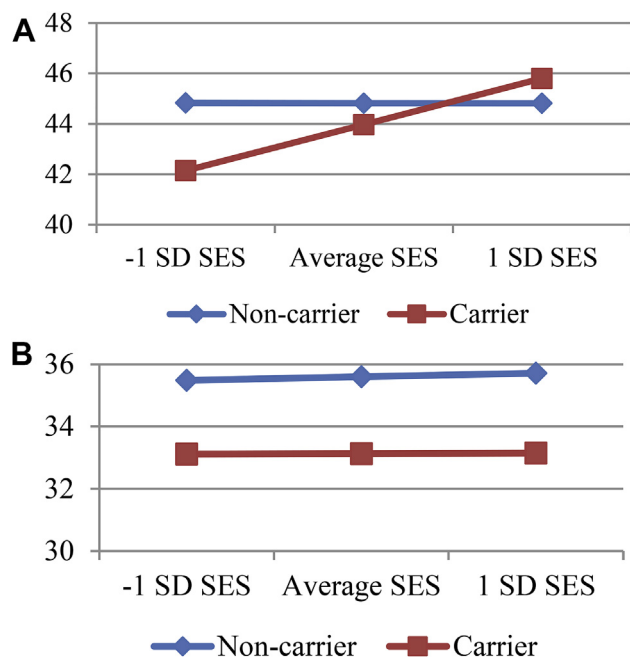 A
48
46
44
42
40
-1 SD SES Average SES 1 SD SES
Non-carrier Carrier
B
36
34
32
30
-1 SD SES Average SES 1 SD SES
Non-carrier Carrier